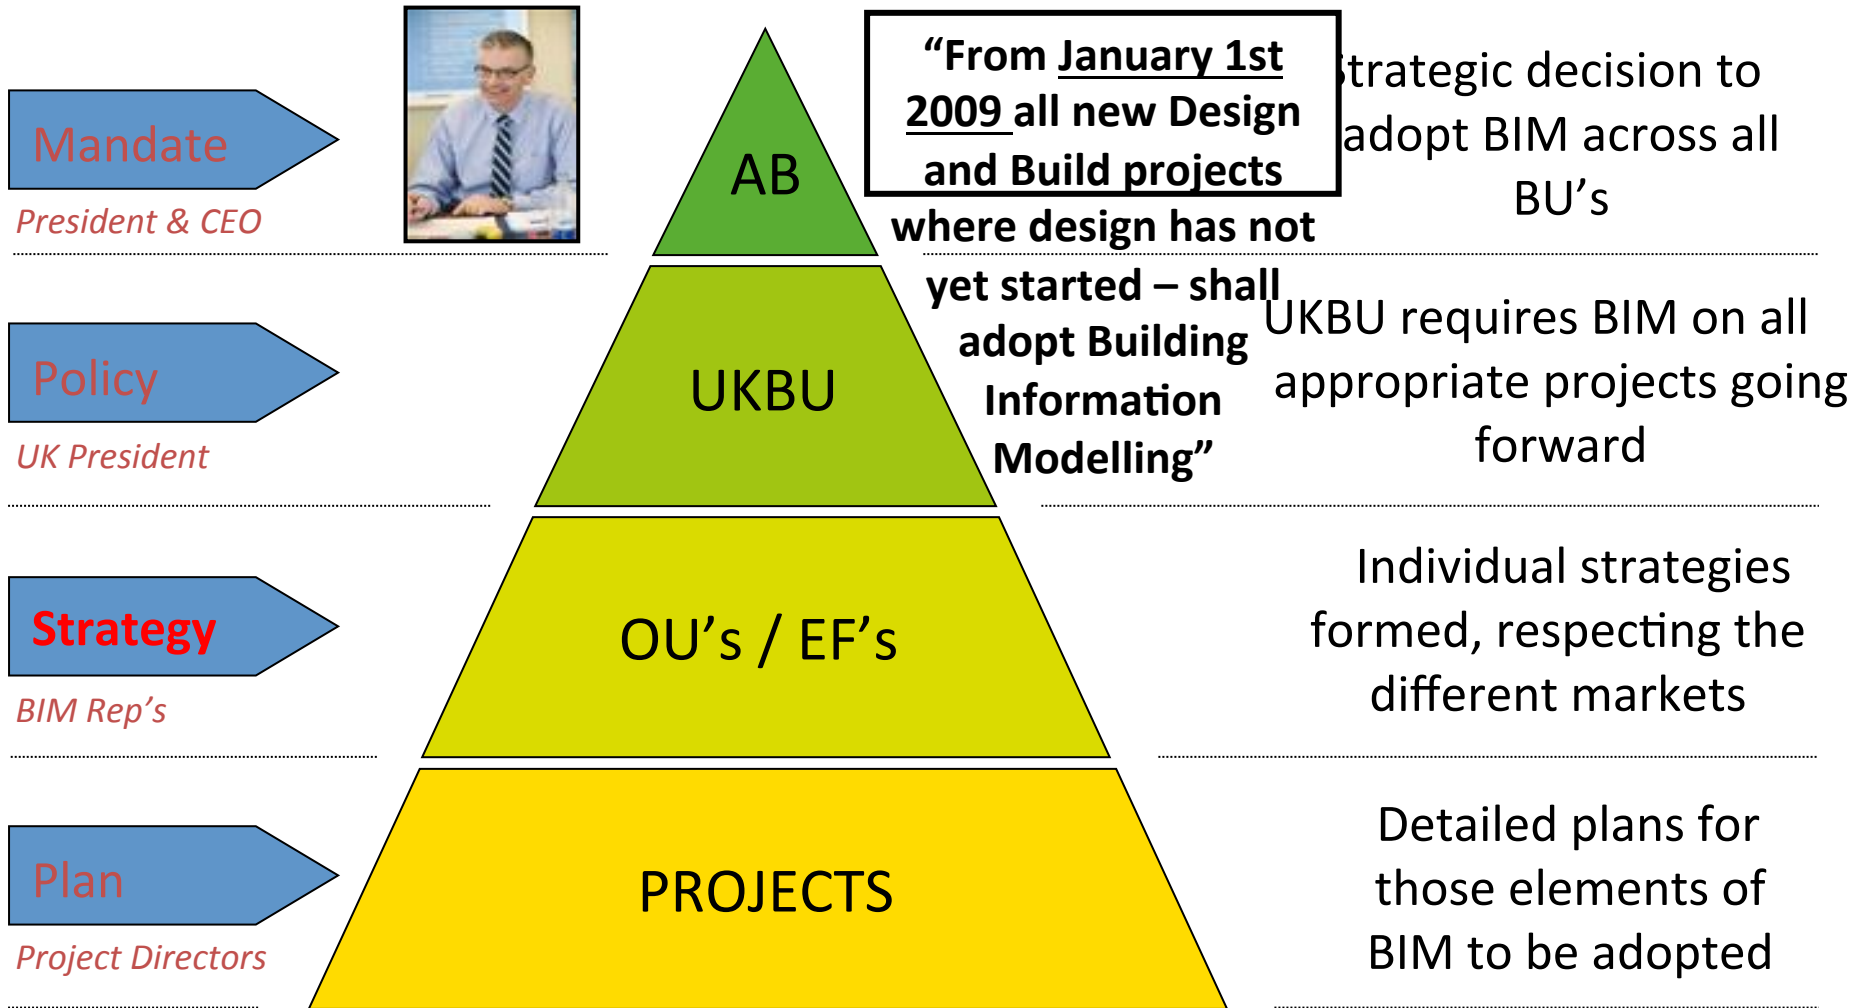 Mandate
President & CEO
AB
“From January 1st
2009 all new Design
and Build projects
where design has not
yet started – shall
adopt Building
Information
Modelling”
Strategic decision to
adopt BIM across all
BU’s
Policy
UK President
UKBU
UKBU requires BIM on all
appropriate projects going
forward
Strategy
BIM Rep’s
OU’s / EF’s
Individual strategies
formed, respecting the
different markets
Plan
Project Directors
PROJECTS
Detailed plans for
those elements of
BIM to be adopted